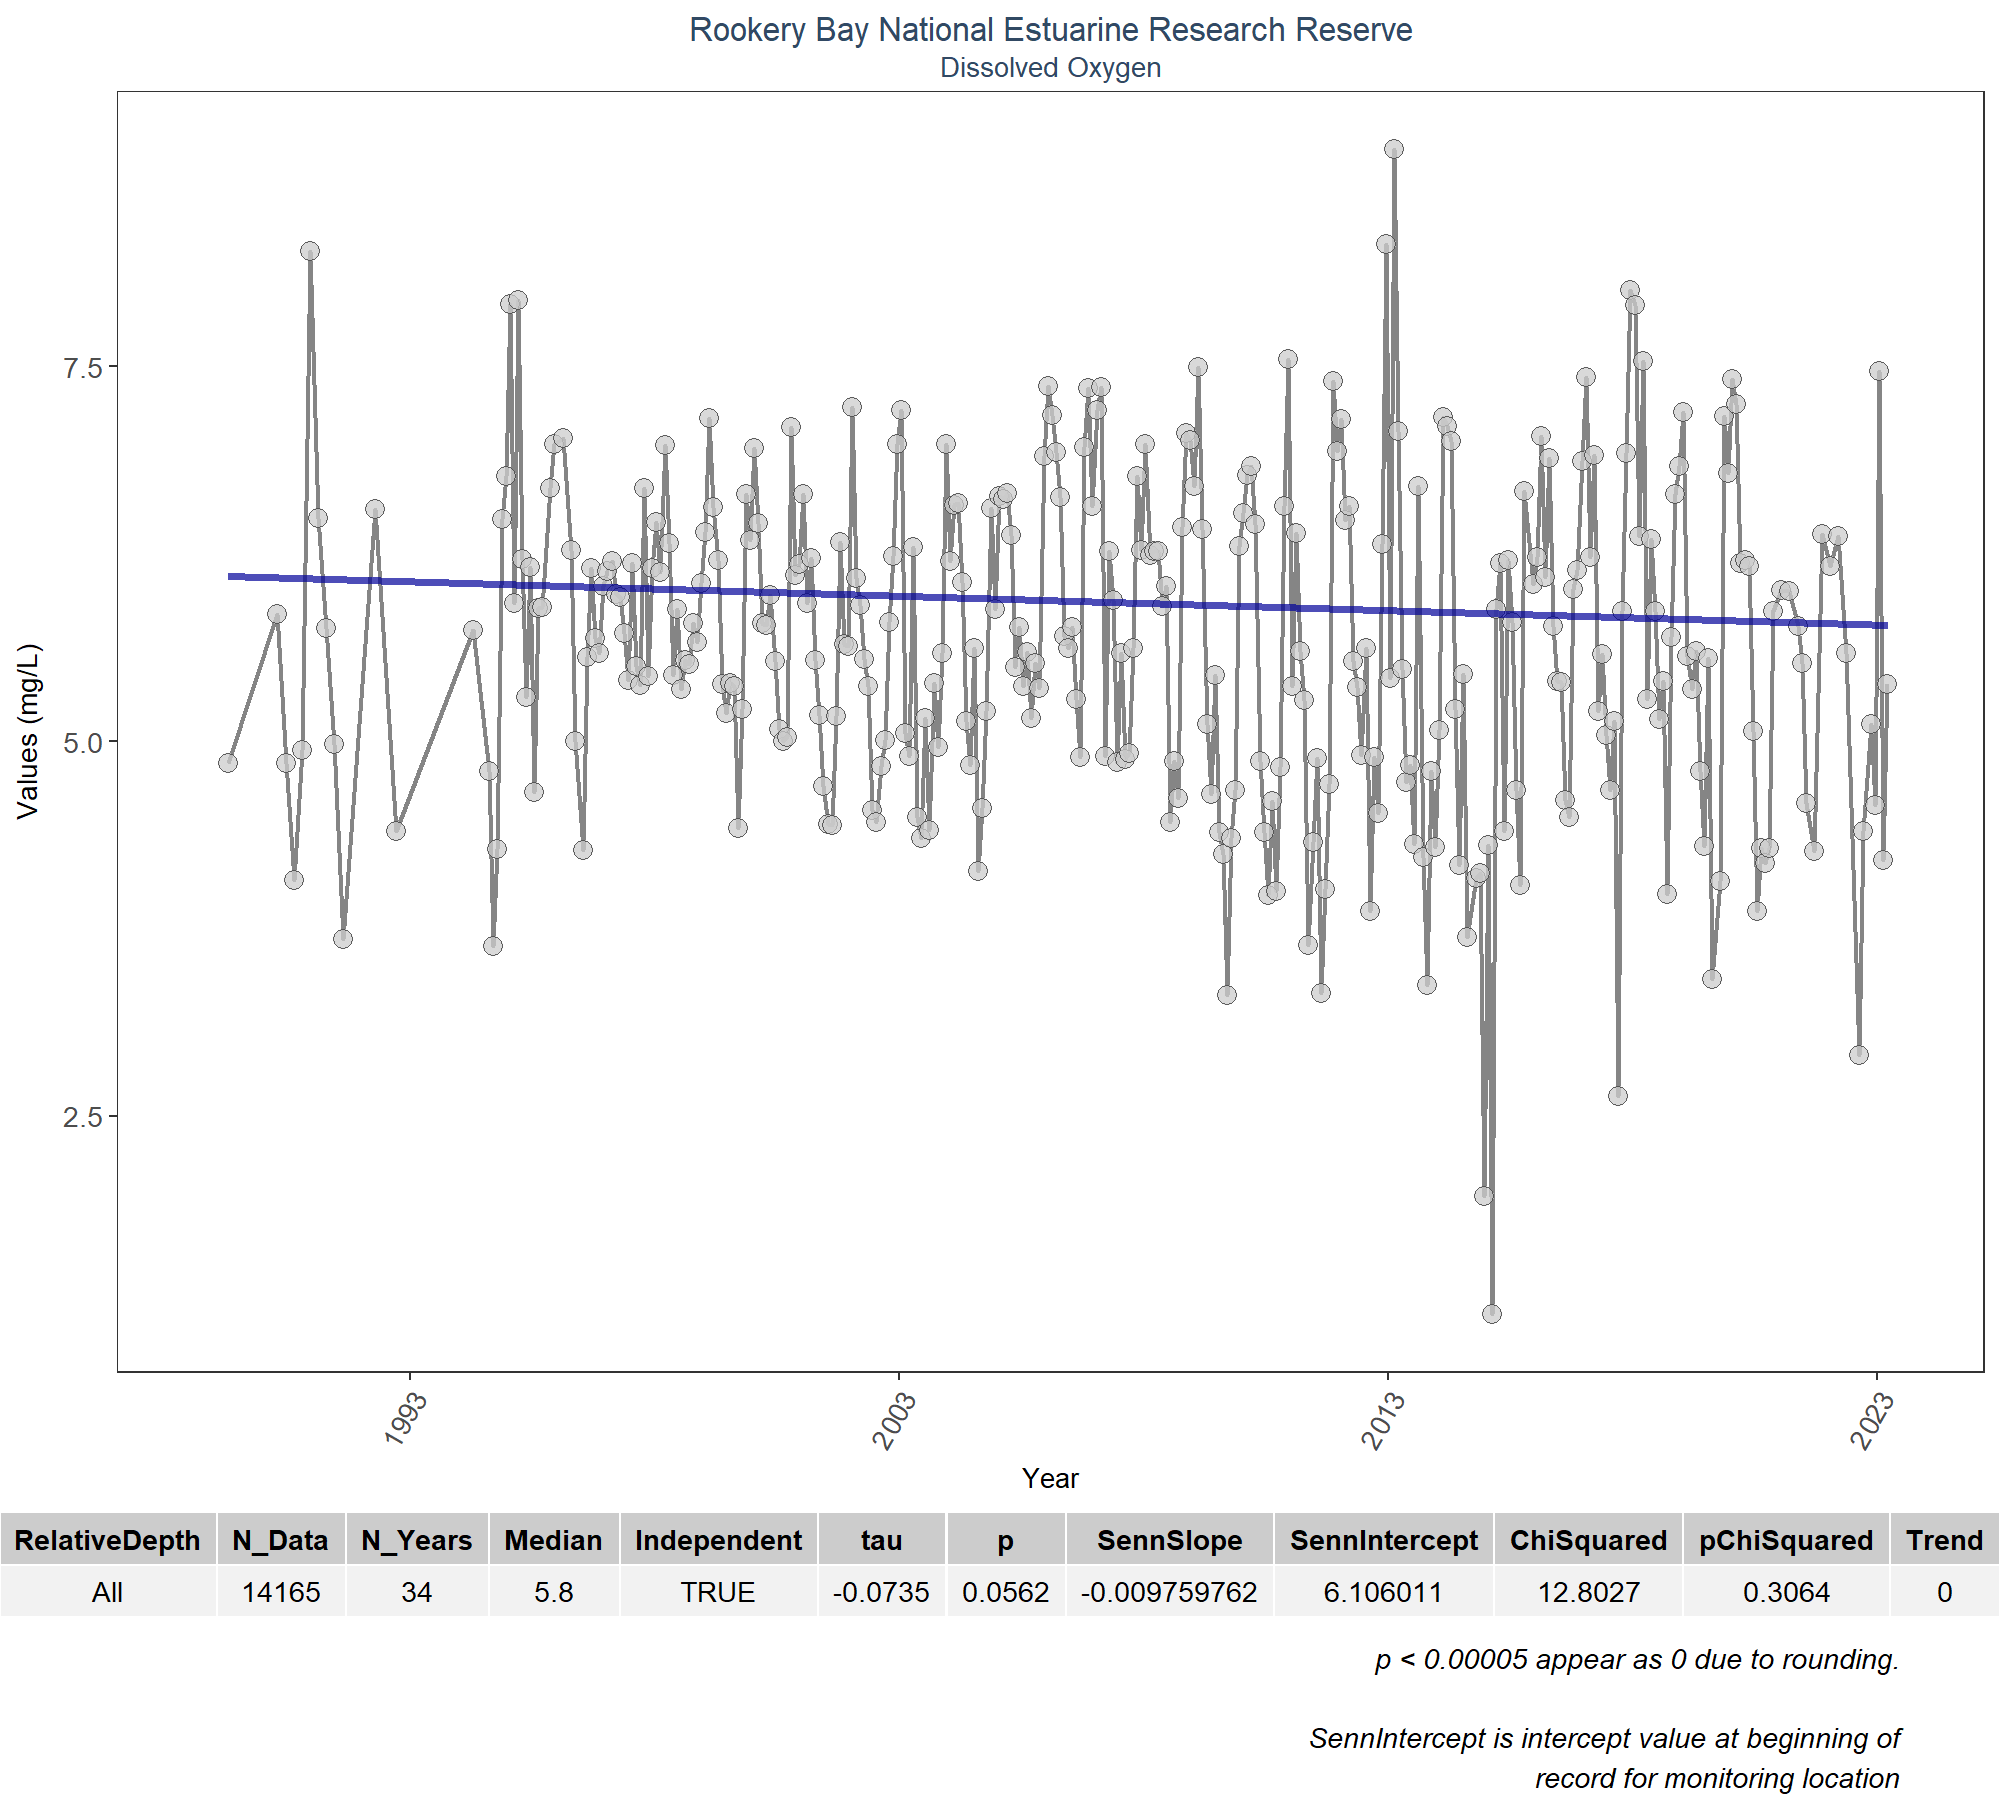 Rookery Bay National Estuarine Research Reserve
Dissolved Oxygen
Values (mg/L)
7.5
5.0
2.5
1993
2003
2013
2023
Year
RelativeDepth N_Data N_Years Median Independent tau p SennSlope SennIntercept ChiSquared pChiSquared Trend
All 14165 34 5.8 TRUE -0.0735 0.0562 -0.009759762 6.106011 12.8027 0.3064 0
p < 0.00005 appear as 0 due to rounding.
SennIntercept is intercept value at beginning of
record for monitoring location